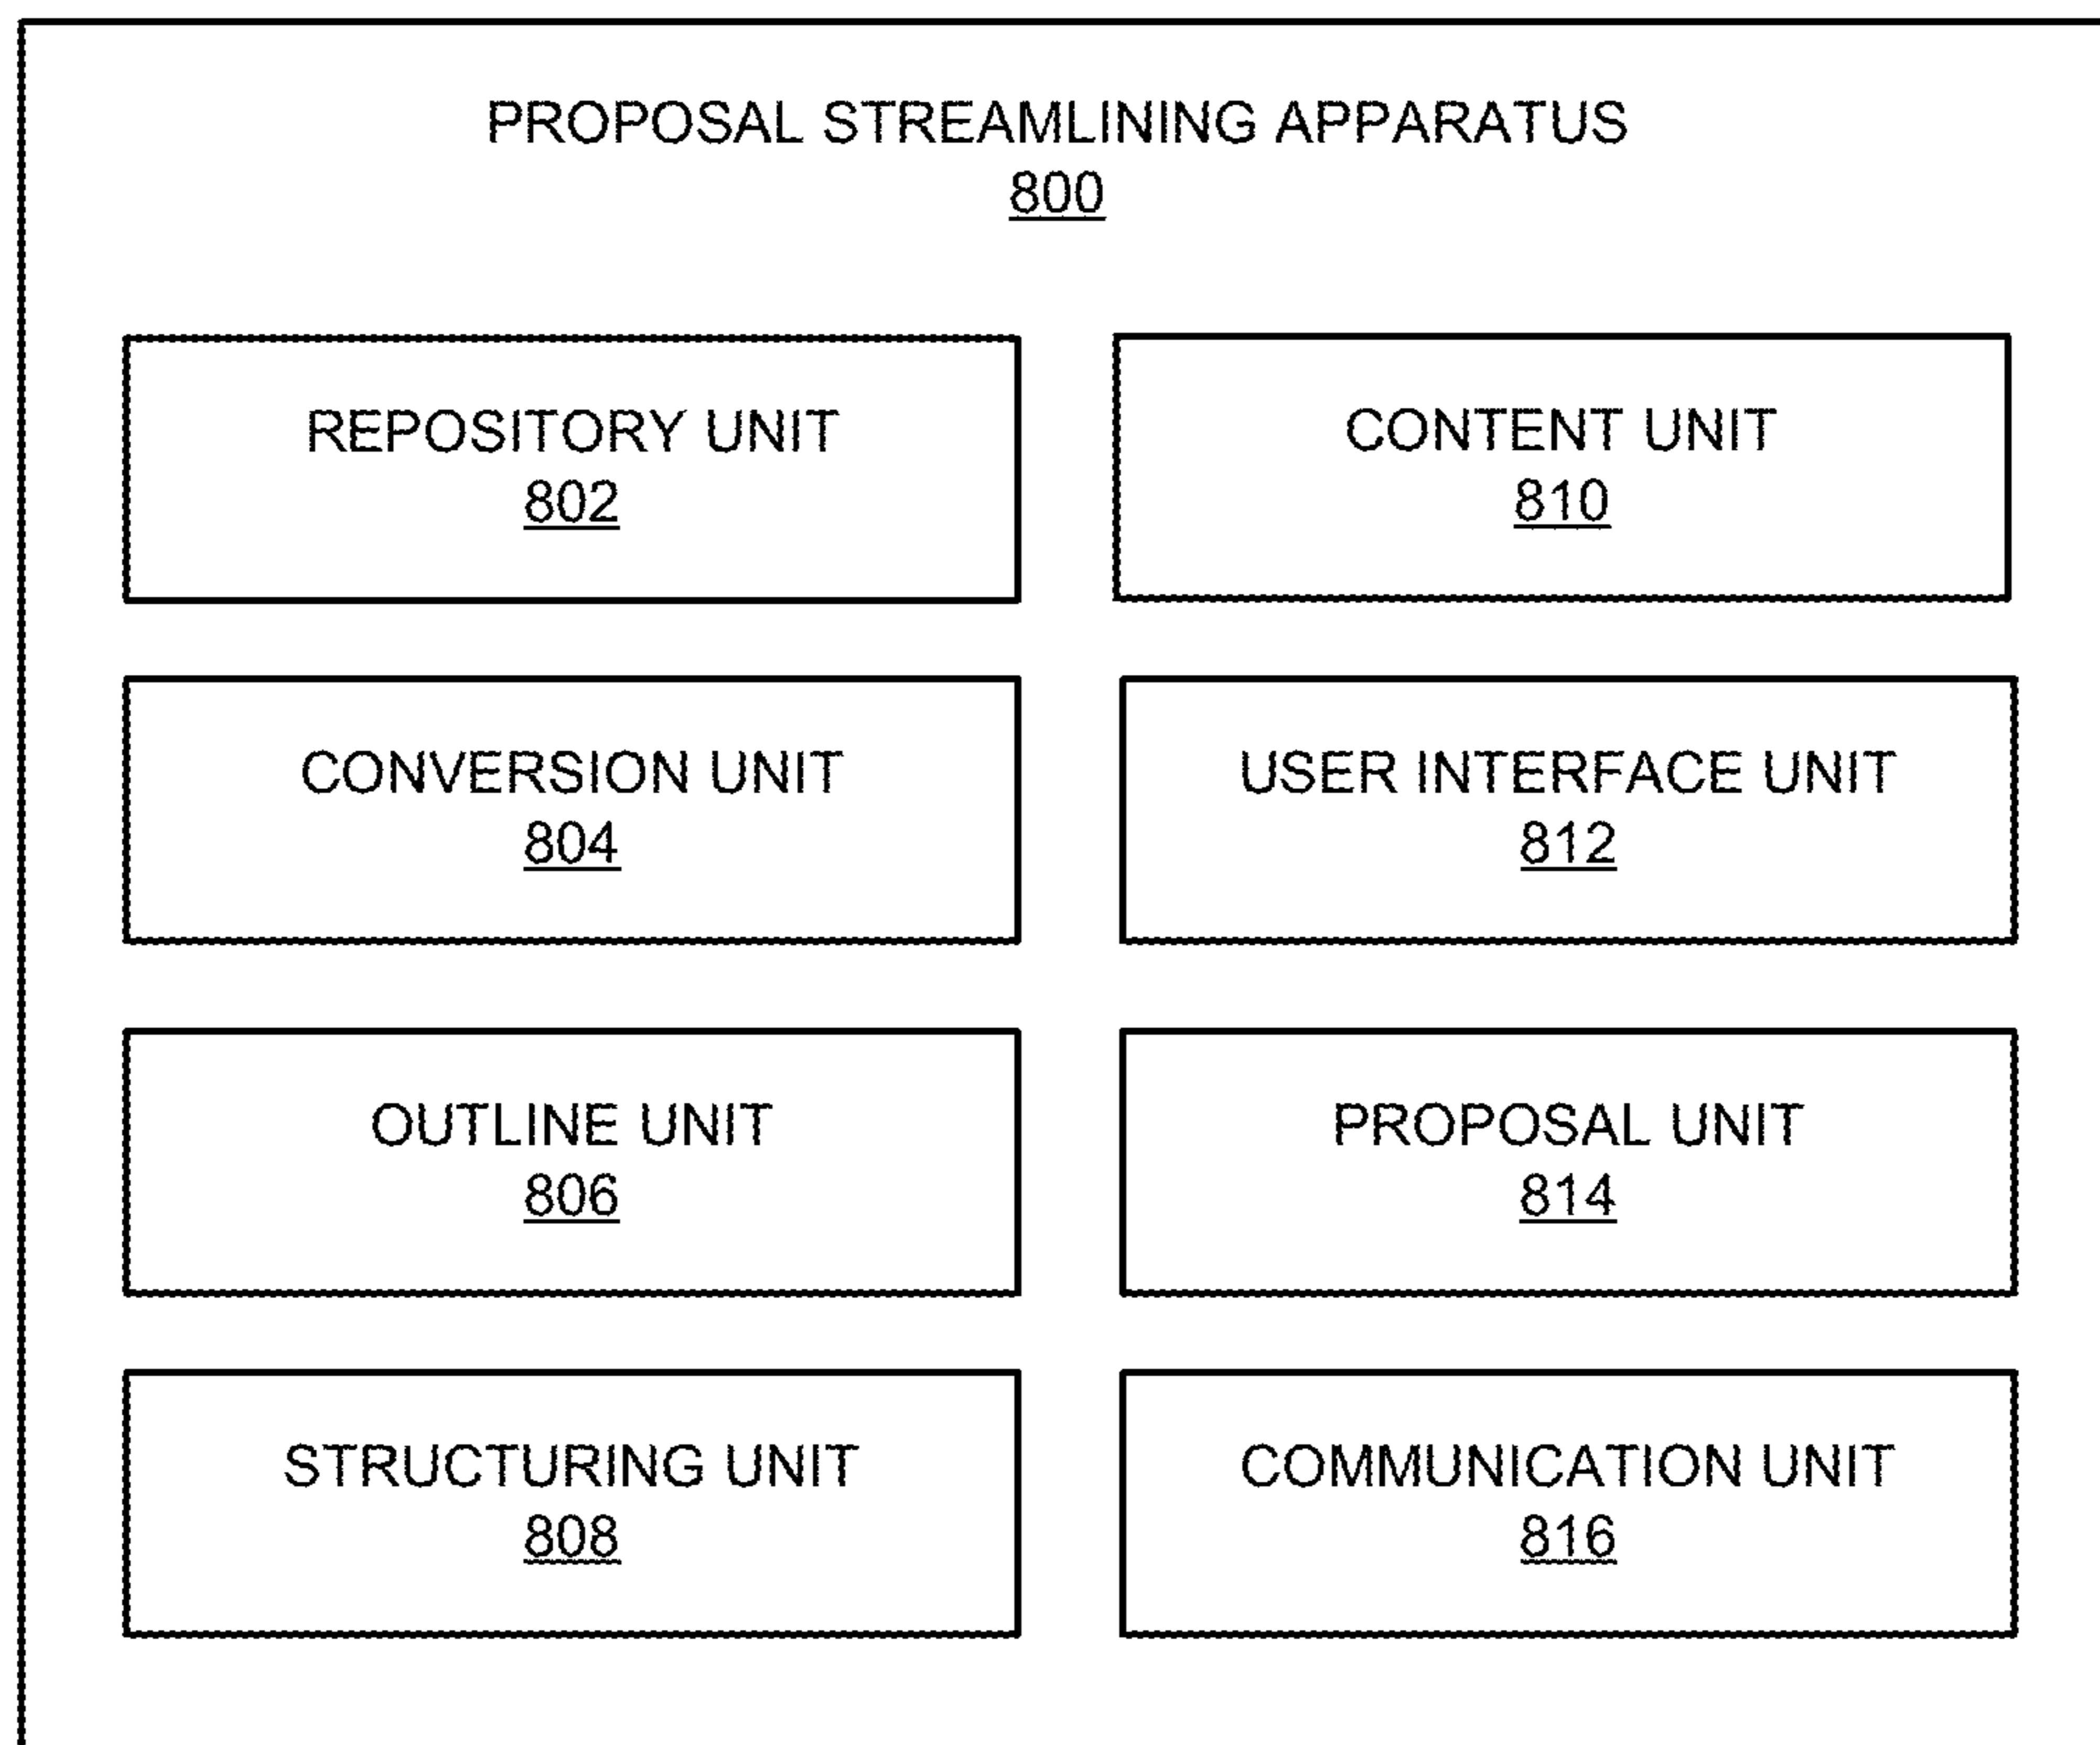 PROPOSAL STREAMLINING APPARATUS
800
REPOSITORY UNIT
802
CONTENT UNIT
810
CONVERSION UNIT
804
USER INTERFACE UNIT
812
OUTLINE UNIT
806
PROPOSAL UNIT
814
STRUCTURING UNIT
808
COMMUNICATION UNIT
816